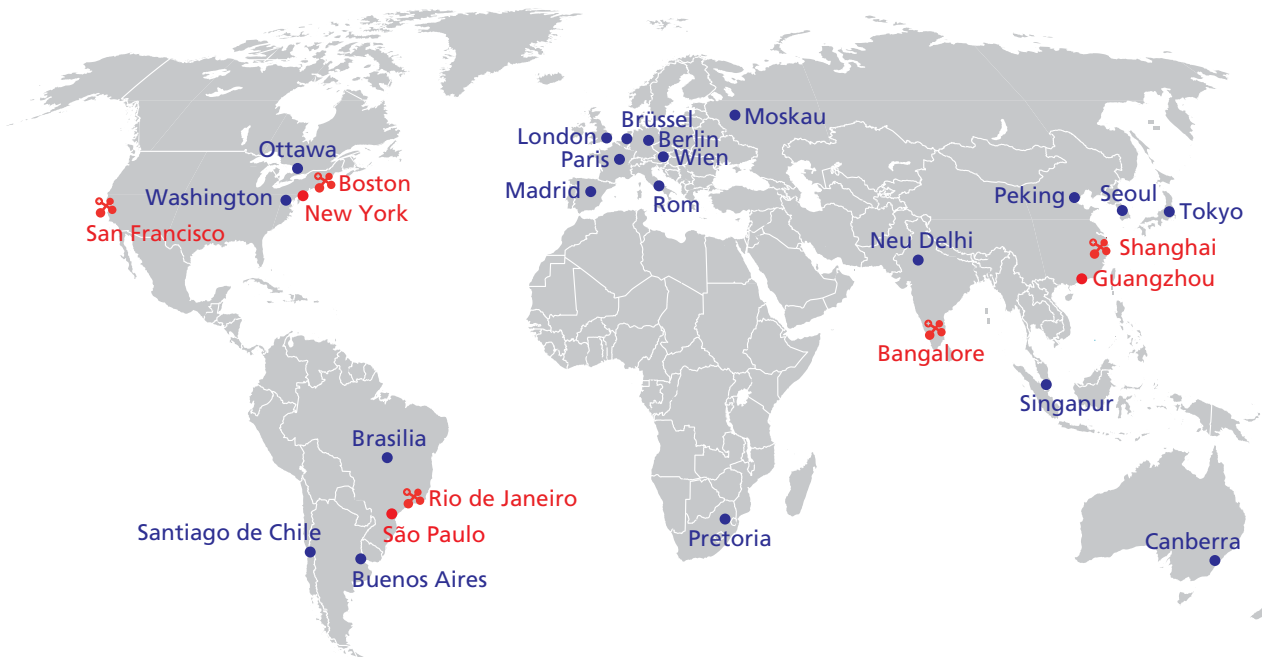 Ottawa
Boston
Washington
New York
San Francisco
Brüssel
London
Berlin
Paris
Wien
Madrid
Rom
Moskau
Peking
Seoul
Tokyo
Neu Delhi
Shanghai
Guangzhou
Bangalore
Singapur
Brasilia
Rio de Janeiro
São Paulo
Santiago de Chile
Buenos Aires
Pretoria
Canberra